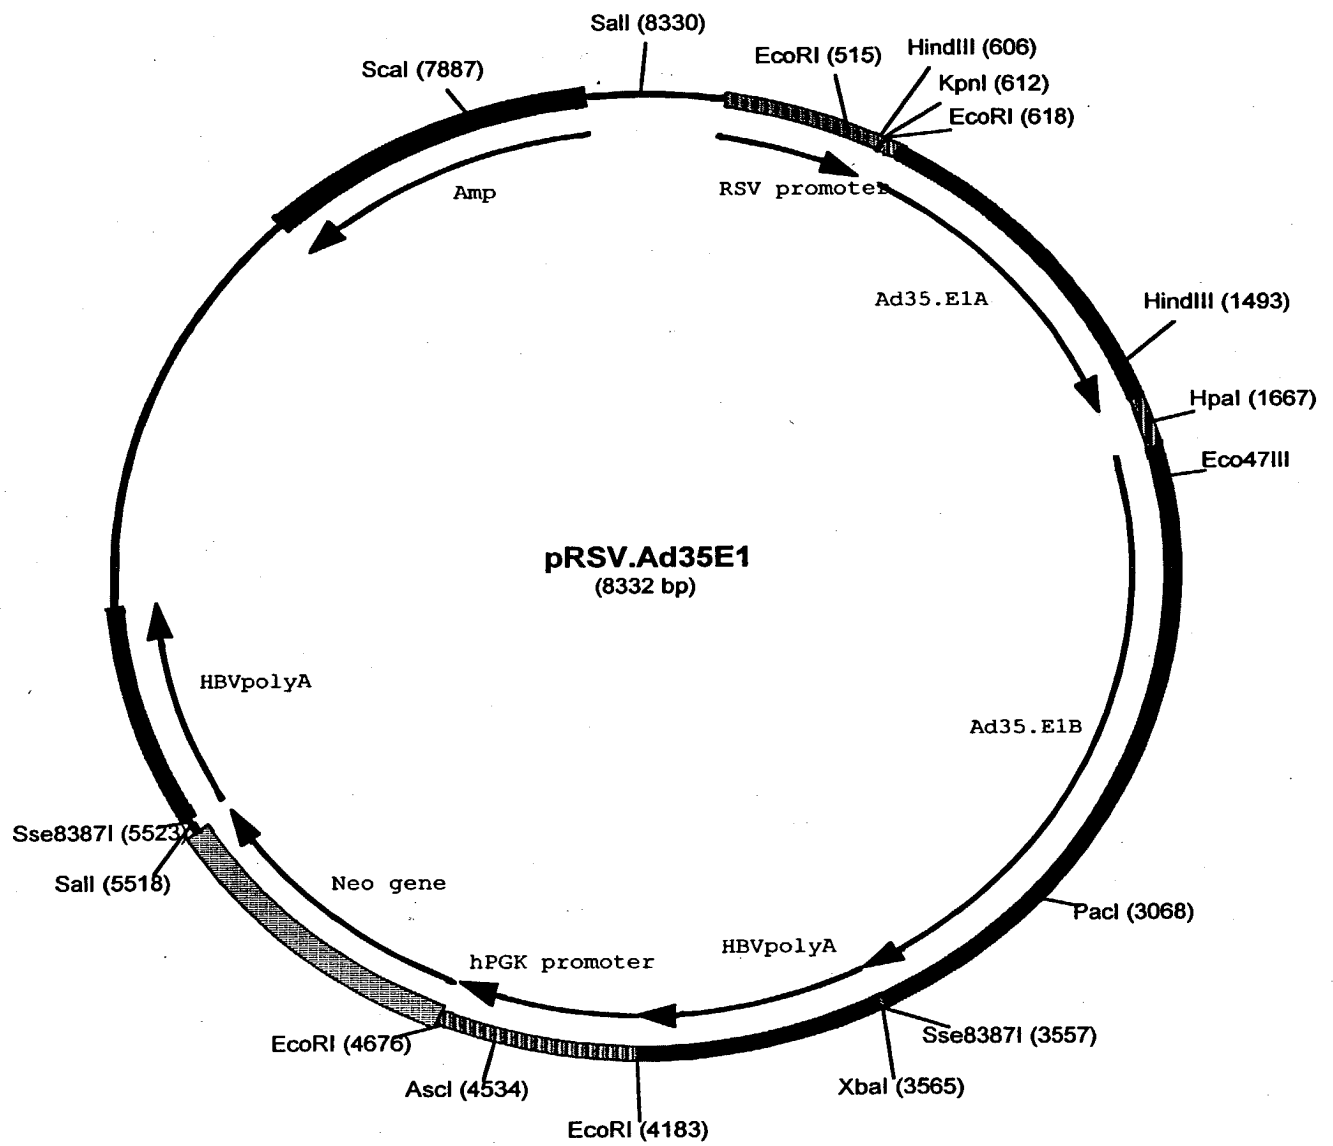 SalI (8330)
EcoRI (515)
HindIII (606)
KpnI (612)
EcoRI (618)
ScaI (7887)
Amp
RSV promoter
Ad35.E1A
HindIII (1493)
HpaI (1667)
Eco47III
pRSV.Ad35E1
(8332 bp)
HBVpolyA
Ad35.E1B
Sse8387I (5523)
SalI (5518)
Neo gene
PacI (3068)
HBVpolyA
hPGK promoter
Sse8387I (3557)
EcoRI (4676)
XbaI (3565)
AscI (4534)
EcoRI (4183)